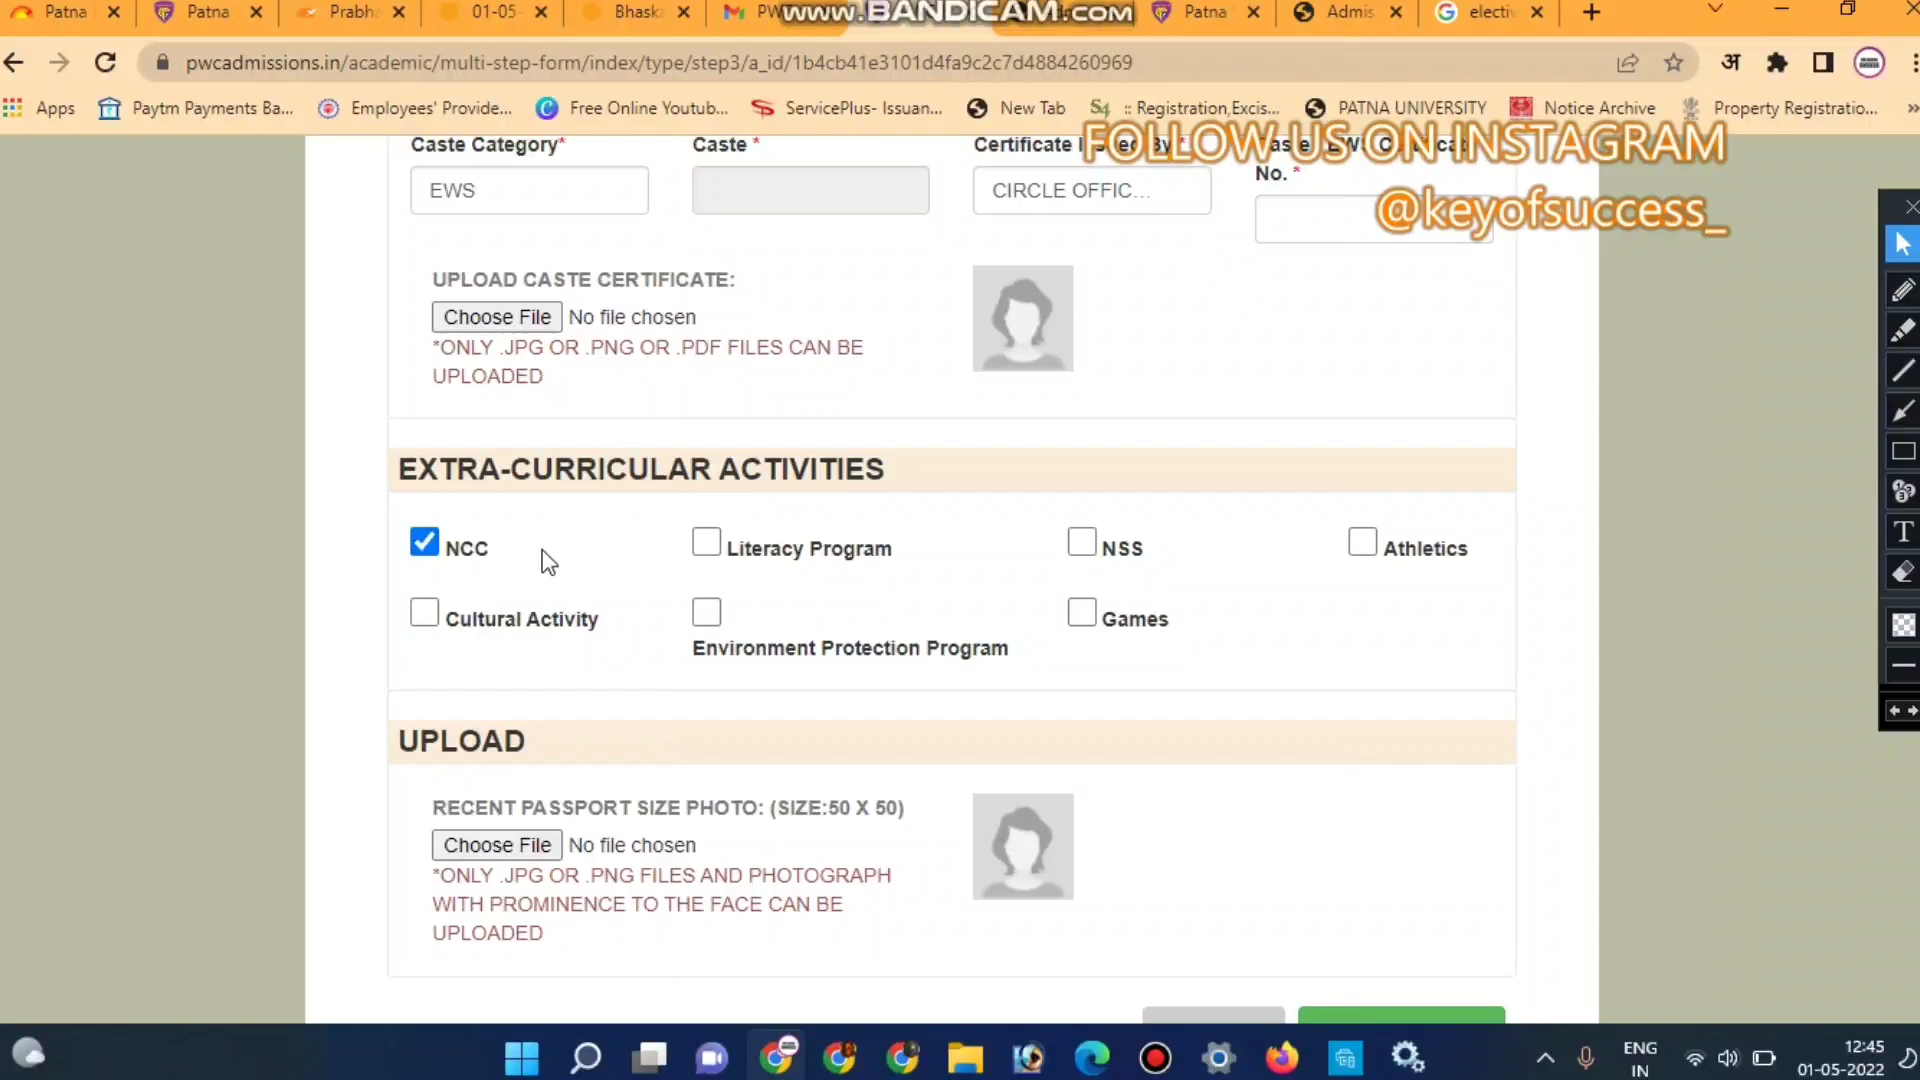 Patna
Patna
Prabh
01-05-
Bhask
PW
www.BANDICAM.com
Patna
Admis
electiv
pwcadmissions.in/academic/multi-step-form/index/type/step3/a_id/1b4cb41e3101d4fa9c2c7d4884260969
Apps
Paytm Payments Ba...
Employees' Provide...
Free Online Youtub...
ServicePlus- Issuan...
New Tab
:: Registration,Excis...
PATNA UNIVERSITY
Notice Archive
Property Registratio...
FOLLOW US ON INSTAGRAM
@keyofsuccess_
Caste Category*
Caste *
Certificate
No. *
EWS
CIRCLE OFFIC...
UPLOAD CASTE CERTIFICATE:
Choose File No file chosen
*ONLY .JPG OR .PNG OR .PDF FILES CAN BE
UPLOADED
EXTRA-CURRICULAR ACTIVITIES
NCC
Literacy Program
NSS
Athletics
Cultural Activity
Environment Protection Program
Games
UPLOAD
RECENT PASSPORT SIZE PHOTO: (SIZE:50 X 50)
Choose File No file chosen
*ONLY .JPG OR .PNG FILES AND PHOTOGRAPH
WITH PROMINENCE TO THE FACE CAN BE
UPLOADED
ENG
IN
12:45
01-05-2022